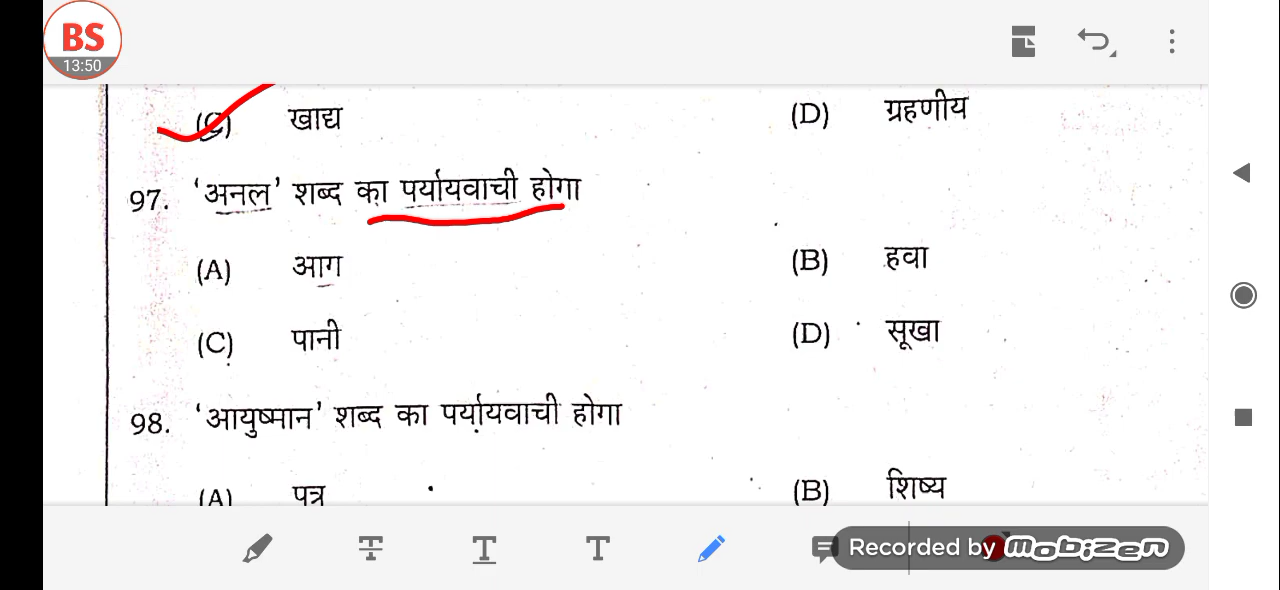 BS
13:50
(C) खाद्य (D) ग्रहणीय
97. 'अनल' शब्द का पर्यायवाची होगा
(A) आग (B) हवा
(C) पानी (D) सूखा
98. 'आयुष्मान' शब्द का पर्यायवाची होगा
(A) पत्र (B) शिष्य
T T T
Recorded by mobizen